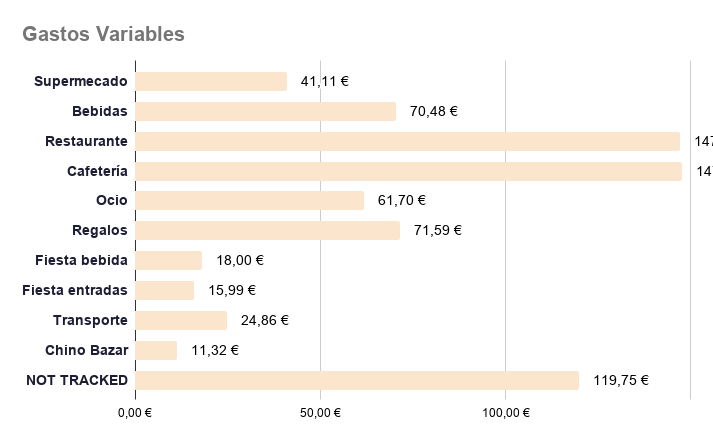 Gastos Variables
Supermecado 41,11 €
Bebidas 70,48 €
Restaurante 147
Cafetería 147
Ocio 61,70 €
Regalos 71,59 €
Fiesta bebida 18,00 €
Fiesta entradas 15,99 €
Transporte 24,86 €
Chino Bazar 11,32 €
NOT TRACKED 119,75 €
0,00 € 50,00 € 100,00 €